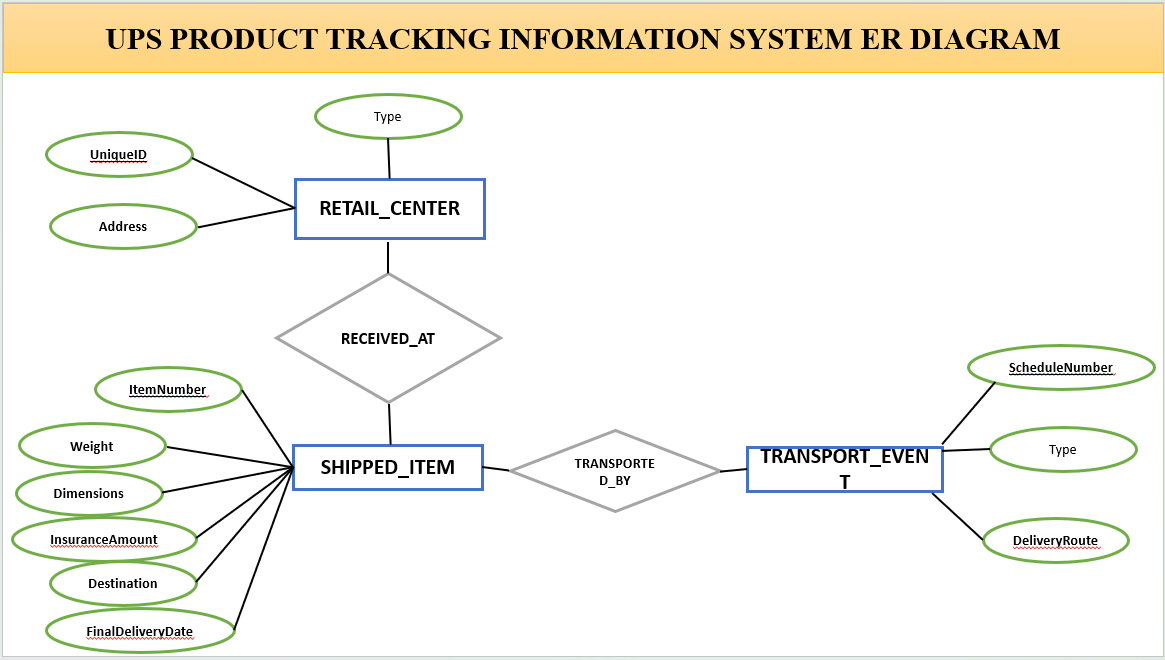 UPS PRODUCT TRACKING INFORMATION SYSTEM ER DIAGRAM
Type
UniqueID
Address
RETAIL_CENTER
RECEIVED_AT
ItemNumber
Weight
Dimensions
InsuranceAmount
Destination
FinalDeliveryDate
SHIPPED_ITEM
TRANSPORTE
D_BY
TRANSPORT_EVEN
T
ScheduleNumber
Type
DeliveryRoute